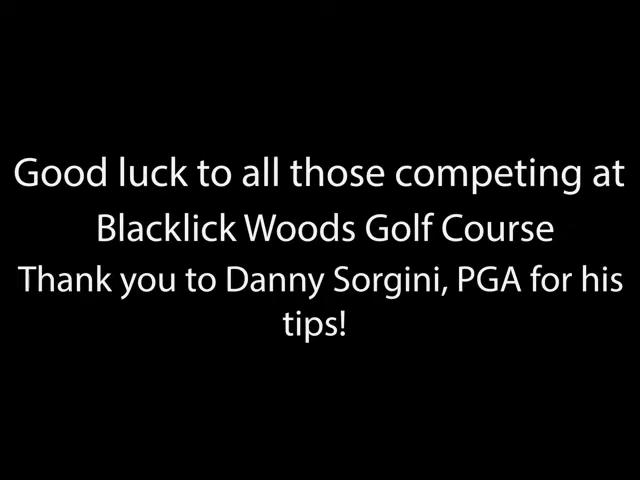 Good luck to all those competing at
Blacklick Woods Golf Course
Thank you to Danny Sorgini, PGA for his
tips!